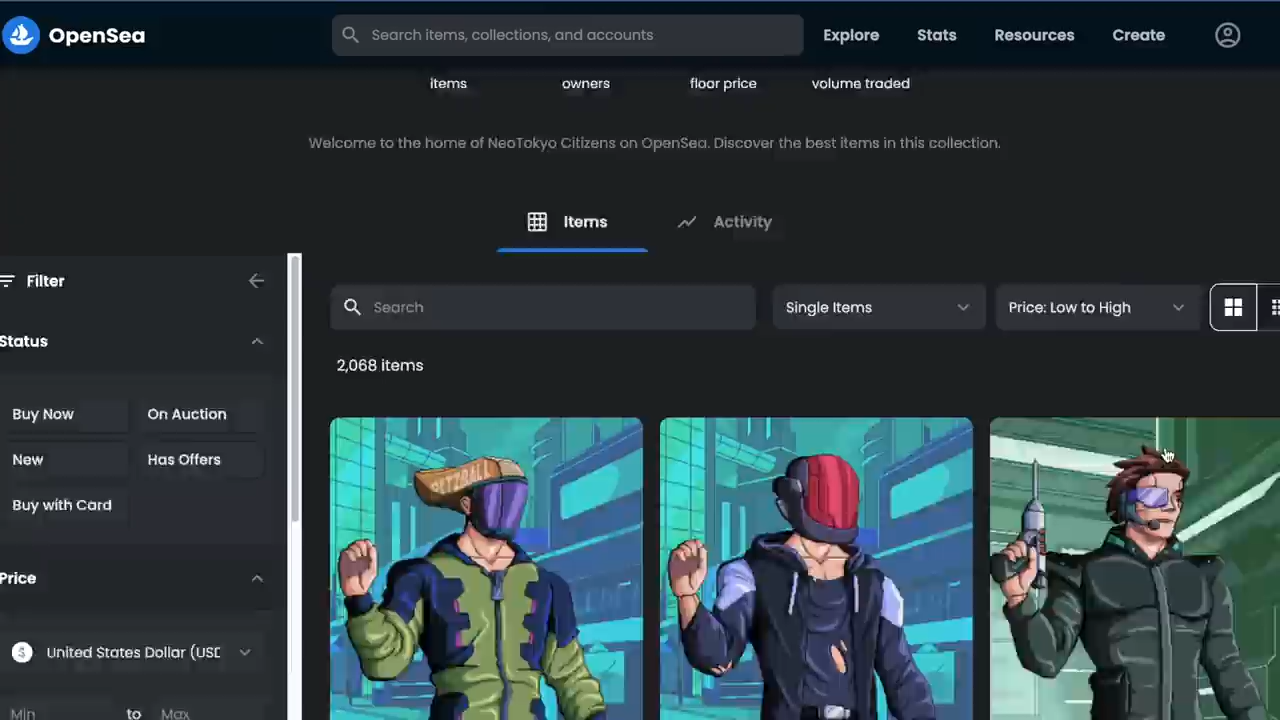 OpenSea
Search items, collections, and accounts
Explore
Stats
Resources
Create
items
owners
floor price
volume traded
Welcome to the home of NeoTokyo Citizens on OpenSea. Discover the best items in this collection.
Items
Activity
Filter
Search
Single Items
Price: Low to High
Status
2,068 items
Buy Now
On Auction
New
Has Offers
Buy with Card
Price
$ United States Dollar (USD
Min
to
Max
BLITZBALL